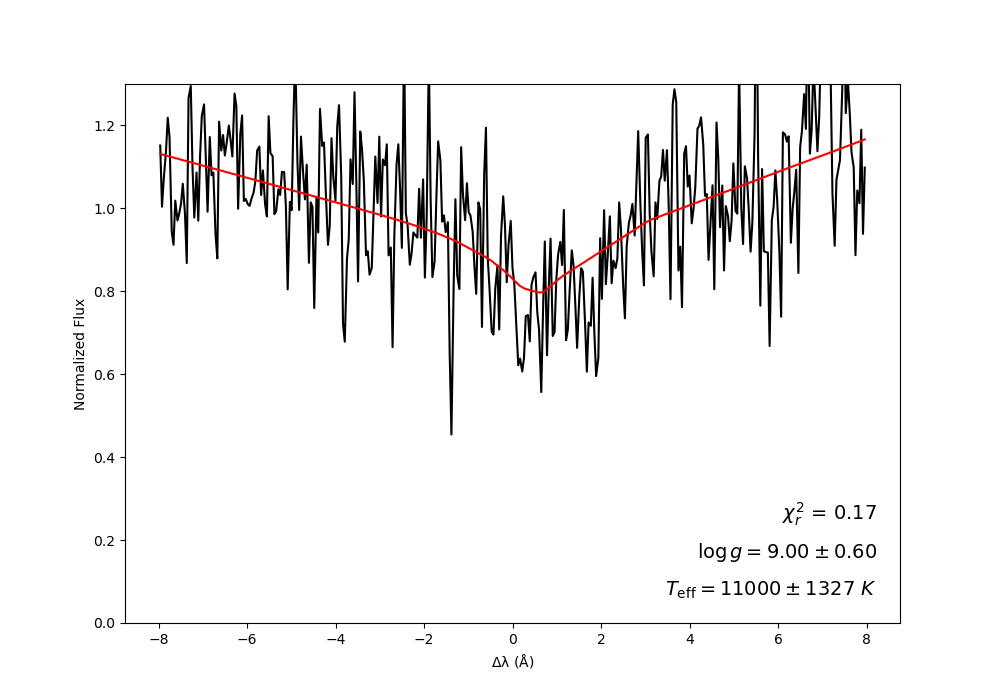 1.2
1.0
0.8
0.6
0.4
0.2
0.0
Normalized Flux
χ²ᵣ = 0.17
log g = 9.00 ± 0.60
T_eff = 11000 ± 1327 K
−8 −6 −4 −2 0 2 4 6 8
Δλ (Å)